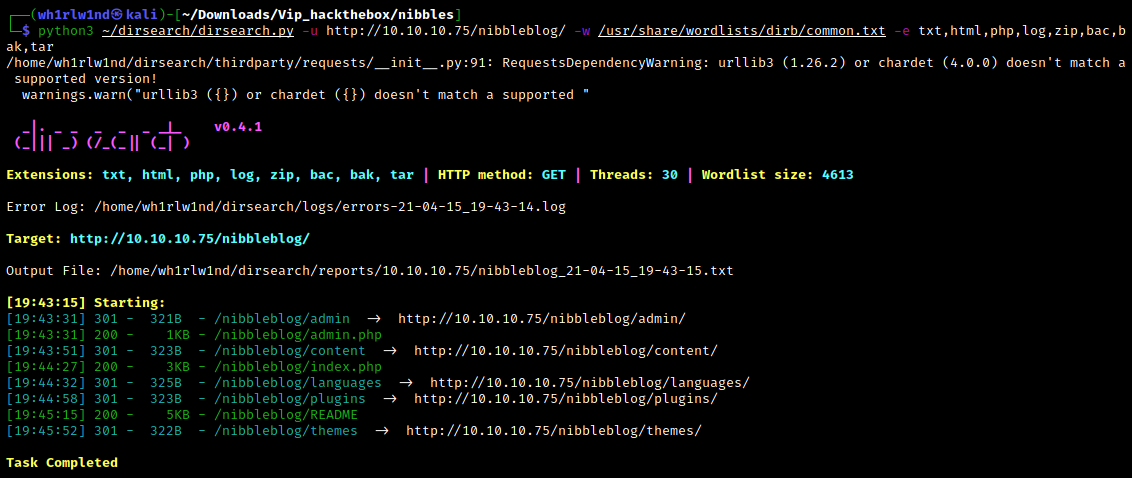 ┌──(wh1rlw1nd㉿kali)-[~/Downloads/Vip_hackthebox/nibbles]
└─$ python3 ~/dirsearch/dirsearch.py -u http://10.10.10.75/nibbleblog/ -w /usr/share/wordlists/dirb/common.txt -e txt,html,php,log,zip,bac,b
ak,tar
/home/wh1rlw1nd/dirsearch/thirdparty/requests/__init__.py:91: RequestsDependencyWarning: urllib3 (1.26.2) or chardet (4.0.0) doesn't match a
 supported version!
  warnings.warn("urllib3 ({}) or chardet ({}) doesn't match a supported "
dirsearch v0.4.1
Extensions: txt, html, php, log, zip, bac, bak, tar | HTTP method: GET | Threads: 30 | Wordlist size: 4613
Error Log: /home/wh1rlw1nd/dirsearch/logs/errors-21-04-15_19-43-14.log
Target: http://10.10.10.75/nibbleblog/
Output File: /home/wh1rlw1nd/dirsearch/reports/10.10.10.75/nibbleblog_21-04-15_19-43-15.txt
[19:43:15] Starting:
[19:43:31] 301 -  321B  - /nibbleblog/admin  ->  http://10.10.10.75/nibbleblog/admin/
[19:43:31] 200 -    1KB - /nibbleblog/admin.php
[19:43:51] 301 -  323B  - /nibbleblog/content  ->  http://10.10.10.75/nibbleblog/content/
[19:44:27] 200 -    3KB - /nibbleblog/index.php
[19:44:32] 301 -  325B  - /nibbleblog/languages  ->  http://10.10.10.75/nibbleblog/languages/
[19:44:58] 301 -  323B  - /nibbleblog/plugins  ->  http://10.10.10.75/nibbleblog/plugins/
[19:45:15] 200 -    5KB - /nibbleblog/README
[19:45:52] 301 -  322B  - /nibbleblog/themes  ->  http://10.10.10.75/nibbleblog/themes/
Task Completed